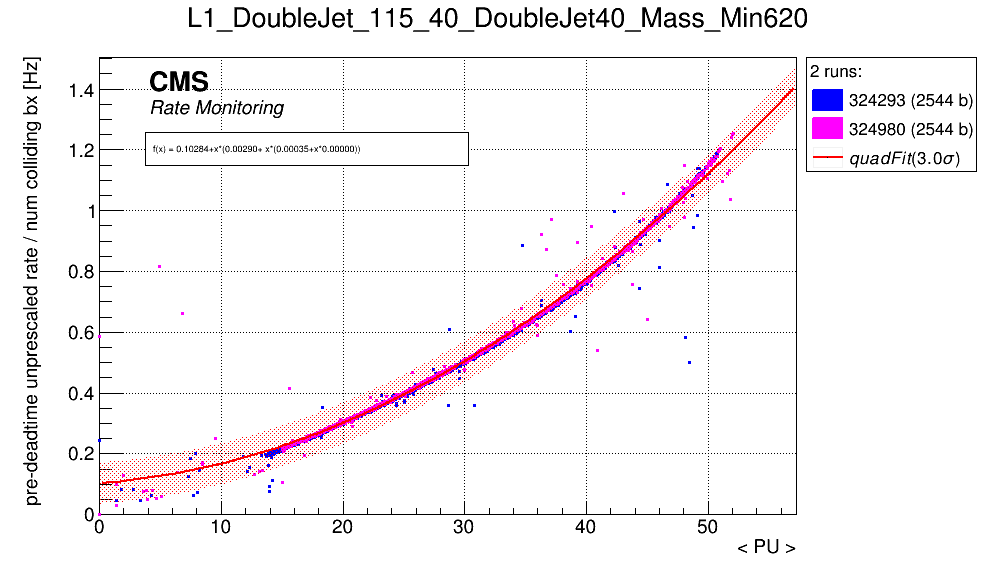 L1_DoubleJet_115_40_DoubleJet40_Mass_Min620
pre-deadtime unprescaled rate / num colliding bx [Hz]
CMS
Rate Monitoring
f(x) = 0.10284+x*(0.00290+ x*(0.00035+x*0.00000))
2 runs:
324293 (2544 b)
324980 (2544 b)
quadFit(3.0σ)
1.4
1.2
1
0.8
0.6
0.4
0.2
0
0 10 20 30 40 50
< PU >